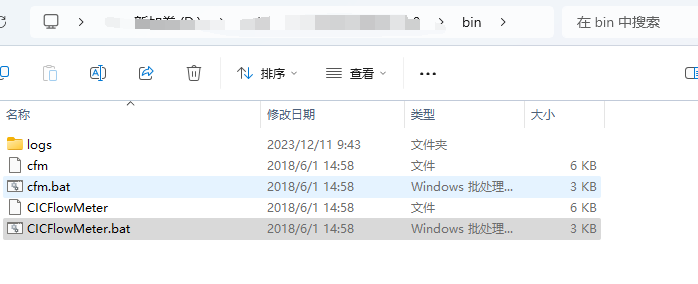 bin
在 bin 中搜索
排序
查看
名称 修改日期 类型 大小
logs 2023/12/11 9:43 文件夹
cfm 2018/6/1 14:58 文件 6 KB
cfm.bat 2018/6/1 14:58 Windows 批处理... 3 KB
CICFlowMeter 2018/6/1 14:58 文件 6 KB
CICFlowMeter.bat 2018/6/1 14:58 Windows 批处理... 3 KB